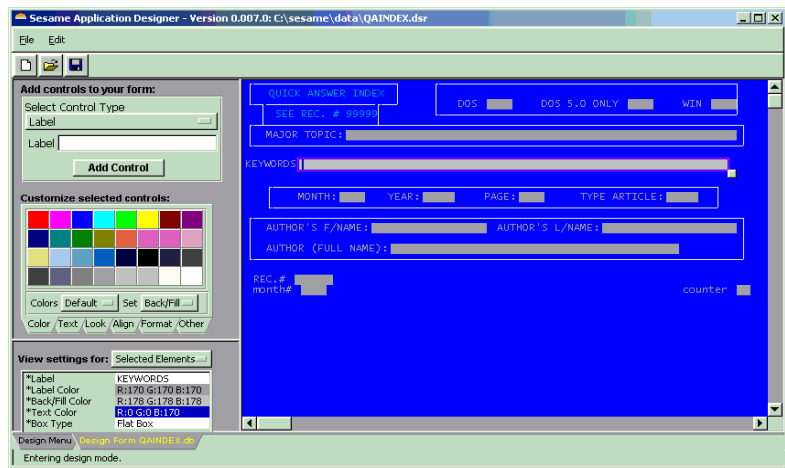 Sesame Application Designer - Version 0.007.0: C:\sesame\data\QAINDEX.dsr
File Edit
Add controls to your form:
Select Control Type
Label
Label
Add Control
Customize selected controls:
Colors Default Set Back/Fill
Color Text Look Align Format Other
View settings for: Selected Elements
*Label KEYWORDS
*Label Color R:170 G:170 B:170
*Back/Fill Color R:178 G:178 B:178
*Text Color R:0 G:0 B:170
*Box Type Flat Box
QUICK ANSWER INDEX
SEE REC. # 99999
DOS DOS 5.0 ONLY WIN
MAJOR TOPIC:
KEYWORDS
MONTH: YEAR: PAGE: TYPE ARTICLE:
AUTHOR'S F/NAME: AUTHOR'S L/NAME:
AUTHOR (FULL NAME):
REC.#
month# counter
Design Menu Design Form QAINDEX.db
Entering design mode.